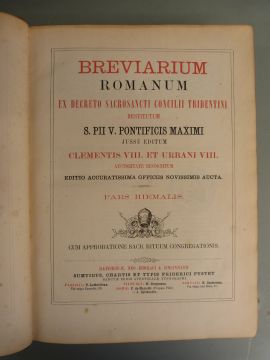 BREVIARIUM
ROMANUM
EX DECRETO SACROSANCTI CONCILII TRIDENTINI
RESTITUTUM
S. PII V. PONTIFICIS MAXIMI
JUSSU EDITUM
CLEMENTIS VIII. ET URBANI VIII.
AUCTORITATE RECOGNITUM
EDITIO ACCURATISSIMA OFFICIIS NOVISSIMIS AUCTA.
PARS HIEMALIS.
CUM APPROBATIONE SACR. RITUUM CONGREGATIONIS.
RATISBONÆ, NEO EBORACI & CINCINNATII
SUMTIBUS, CHARTIS ET TYPIS FRIDERICI PUSTET